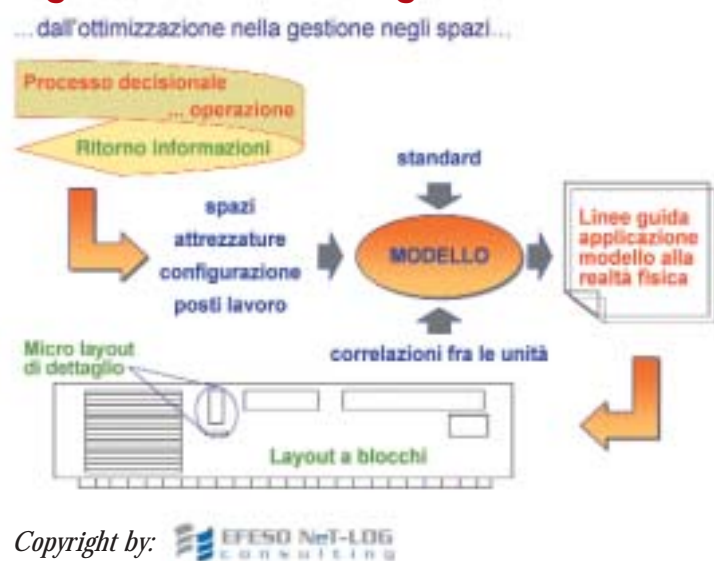 ...dall'ottimizzazione nella gestione negli spazi...
Processo decisionale
... operazione
Ritorno informazioni
standard
spazi
attrezzature
configurazione
posti lavoro
MODELLO
Linee guida
applicazione
modello alla
realtà fisica
Micro layout
di dettaglio
correlazioni fra le unità
Layout a blocchi
Copyright by: EFESO NeT-LOG
consulting